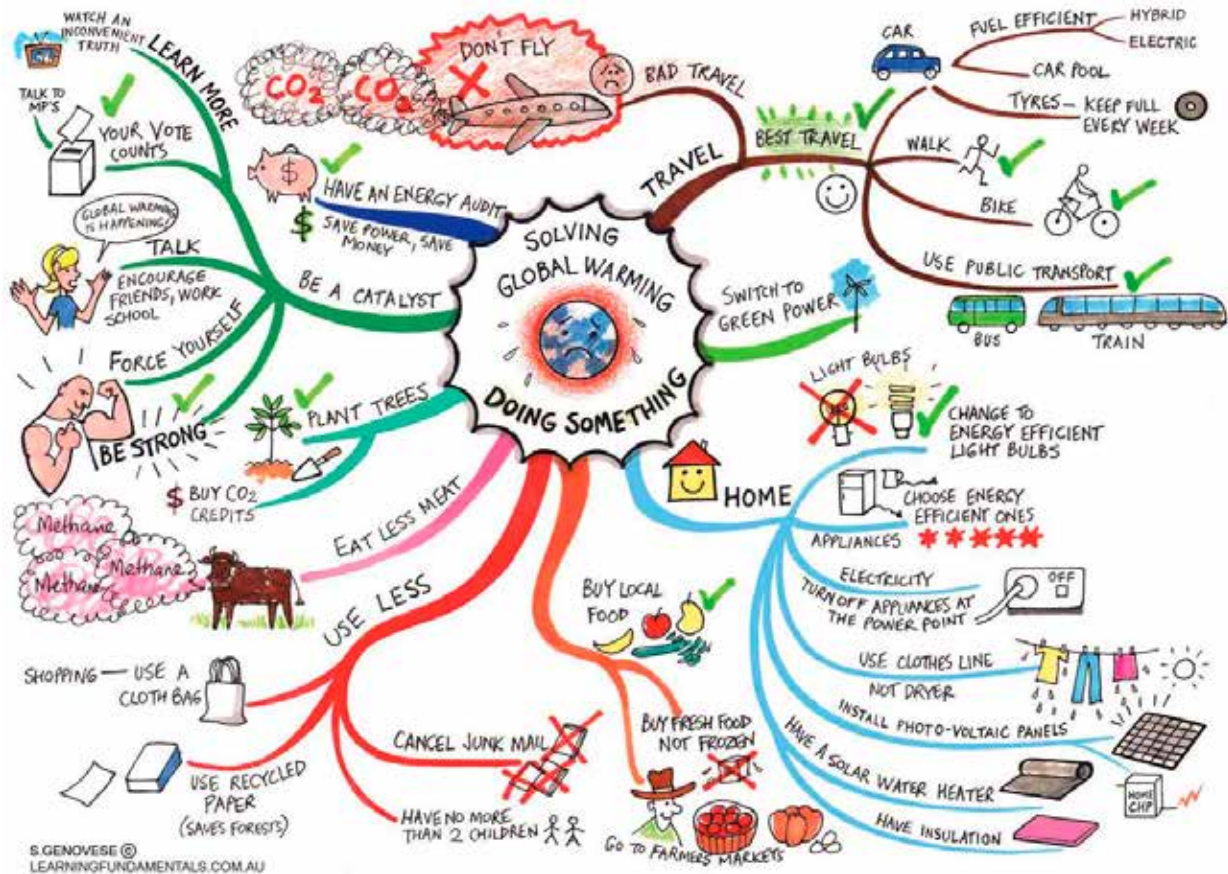 SOLVING
GLOBAL WARMING
DOING SOMETHING
TRAVEL
BAD TRAVEL
DON'T FLY
CO2
CO2
BEST TRAVEL
CAR
FUEL EFFICIENT
HYBRID
ELECTRIC
CAR POOL
TYRES — KEEP FULL
EVERY WEEK
WALK
BIKE
USE PUBLIC TRANSPORT
BUS
TRAIN
SWITCH TO
GREEN POWER
HOME
LIGHT BULBS
CHANGE TO
ENERGY EFFICIENT
LIGHT BULBS
CHOOSE ENERGY
EFFICIENT ONES
APPLIANCES
ELECTRICITY
TURN OFF APPLIANCES AT
THE POWER POINT
OFF
USE CLOTHES LINE
NOT DRYER
INSTALL PHOTO-VOLTAIC PANELS
HOME
CHP
HAVE A SOLAR WATER HEATER
HAVE INSULATION
BUY LOCAL
FOOD
BUY FRESH FOOD
NOT FROZEN
GO TO FARMERS MARKETS
USE LESS
SHOPPING — USE A
CLOTH BAG
USE RECYCLED
PAPER
(SAVES FORESTS)
CANCEL JUNK MAIL
HAVE NO MORE
THAN 2 CHILDREN
EAT LESS MEAT
Methane
Methane
Methane
PLANT TREES
$ BUY CO2
CREDITS
BE A CATALYST
LEARN MORE
WATCH AN
INCONVENIENT
TRUTH
TALK TO
MP'S
YOUR VOTE
COUNTS
GLOBAL WARMING
IS HAPPENING!
TALK
ENCOURAGE
FRIENDS, WORK
SCHOOL
FORCE YOURSELF
BE STRONG
HAVE AN ENERGY AUDIT
$
$ SAVE POWER, SAVE
MONEY
S.GENOVESE ©
LEARNINGFUNDAMENTALS.COM.AU